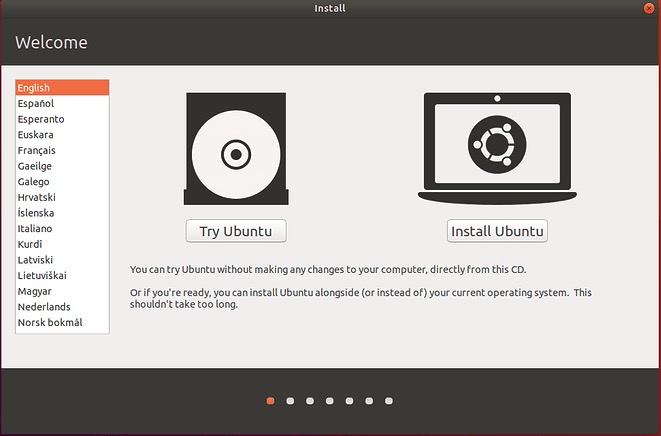 Install
Welcome
English
Español
Esperanto
Euskara
Français
Gaeilge
Galego
Hrvatski
Íslenska
Italiano
Kurdî
Latviski
Lietuviškai
Magyar
Nederlands
Norsk bokmål
Try Ubuntu
Install Ubuntu
You can try Ubuntu without making any changes to your computer, directly from this CD.
Or if you're ready, you can install Ubuntu alongside (or instead of) your current operating system. This
shouldn't take too long.